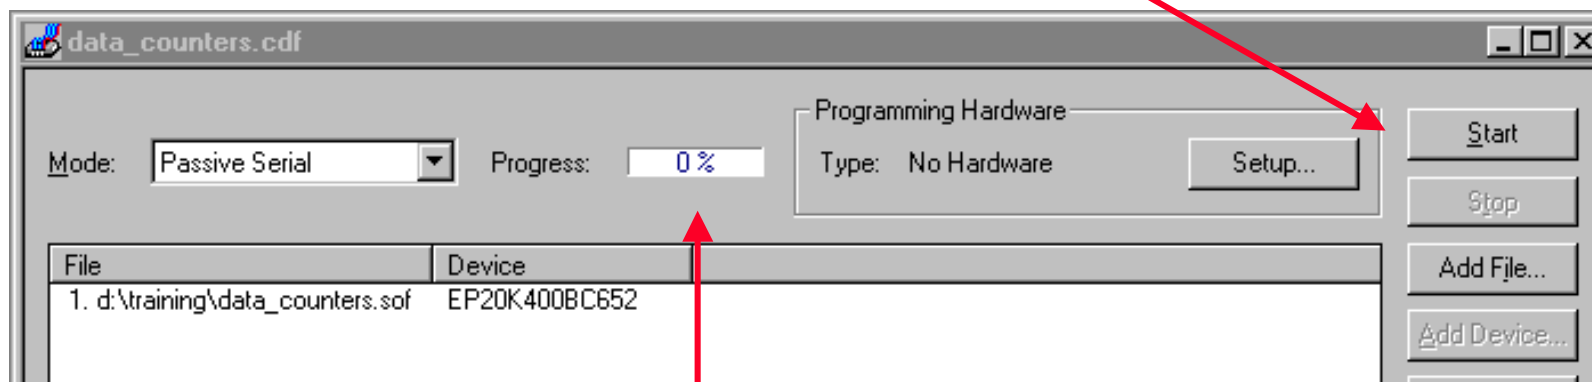 data_counters.cdf
Programming Hardware
Mode: Passive Serial Progress: 0 % Type: No Hardware Setup... Start
Stop
File Device Add File...
1. d:\training\data_counters.sof EP20K400BC652
Add Device...